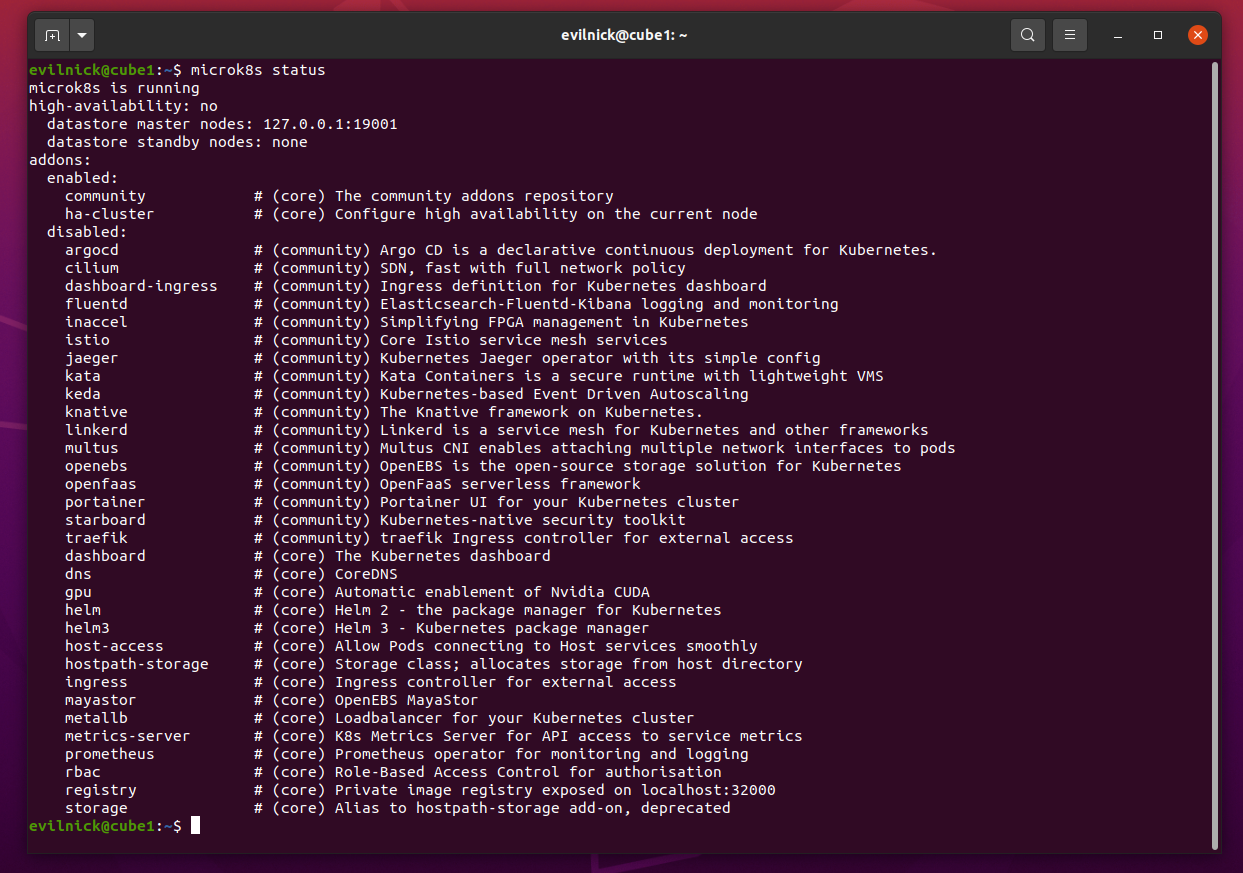 evilnick@cube1: ~
evilnick@cube1:~$ microk8s status
microk8s is running
high-availability: no
  datastore master nodes: 127.0.0.1:19001
  datastore standby nodes: none
addons:
  enabled:
    community            # (core) The community addons repository
    ha-cluster           # (core) Configure high availability on the current node
  disabled:
    argocd               # (community) Argo CD is a declarative continuous deployment for Kubernetes.
    cilium               # (community) SDN, fast with full network policy
    dashboard-ingress    # (community) Ingress definition for Kubernetes dashboard
    fluentd              # (community) Elasticsearch-Fluentd-Kibana logging and monitoring
    inaccel              # (community) Simplifying FPGA management in Kubernetes
    istio                # (community) Core Istio service mesh services
    jaeger               # (community) Kubernetes Jaeger operator with its simple config
    kata                 # (community) Kata Containers is a secure runtime with lightweight VMS
    keda                 # (community) Kubernetes-based Event Driven Autoscaling
    knative              # (community) The Knative framework on Kubernetes.
    linkerd              # (community) Linkerd is a service mesh for Kubernetes and other frameworks
    multus               # (community) Multus CNI enables attaching multiple network interfaces to pods
    openebs              # (community) OpenEBS is the open-source storage solution for Kubernetes
    openfaas             # (community) OpenFaaS serverless framework
    portainer            # (community) Portainer UI for your Kubernetes cluster
    starboard            # (community) Kubernetes-native security toolkit
    traefik              # (community) traefik Ingress controller for external access
    dashboard            # (core) The Kubernetes dashboard
    dns                  # (core) CoreDNS
    gpu                  # (core) Automatic enablement of Nvidia CUDA
    helm                 # (core) Helm 2 - the package manager for Kubernetes
    helm3                # (core) Helm 3 - Kubernetes package manager
    host-access          # (core) Allow Pods connecting to Host services smoothly
    hostpath-storage     # (core) Storage class; allocates storage from host directory
    ingress              # (core) Ingress controller for external access
    mayastor             # (core) OpenEBS MayaStor
    metallb              # (core) Loadbalancer for your Kubernetes cluster
    metrics-server       # (core) K8s Metrics Server for API access to service metrics
    prometheus           # (core) Prometheus operator for monitoring and logging
    rbac                 # (core) Role-Based Access Control for authorisation
    registry             # (core) Private image registry exposed on localhost:32000
    storage              # (core) Alias to hostpath-storage add-on, deprecated
evilnick@cube1:~$